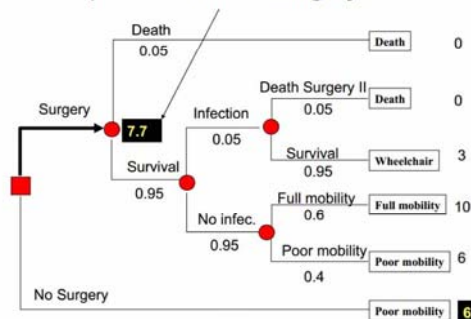 Death
0.05
Death
0
Surgery
7.7
Infection
0.05
Death Surgery II
0.05
Death
0
Survival
0.95
Survival
0.95
Wheelchair
3
No infec.
0.95
Full mobility
0.6
Full mobility
10
Poor mobility
0.4
Poor mobility
6
No Surgery
Poor mobility
6